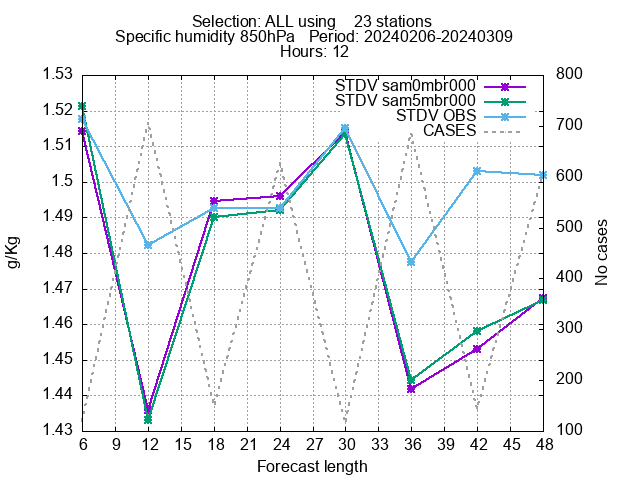 Selection: ALL using    23 stations
Specific humidity 850hPa   Period: 20240206-20240309
Hours: 12
STDV sam0mbr000
STDV sam5mbr000
STDV OBS
CASES
1.53
1.52
1.51
1.5
1.49
1.48
1.47
1.46
1.45
1.44
1.43
g/Kg
800
700
600
500
400
300
200
100
No cases
6 9 12 15 18 21 24 27 30 33 36 39 42 45 48
Forecast length